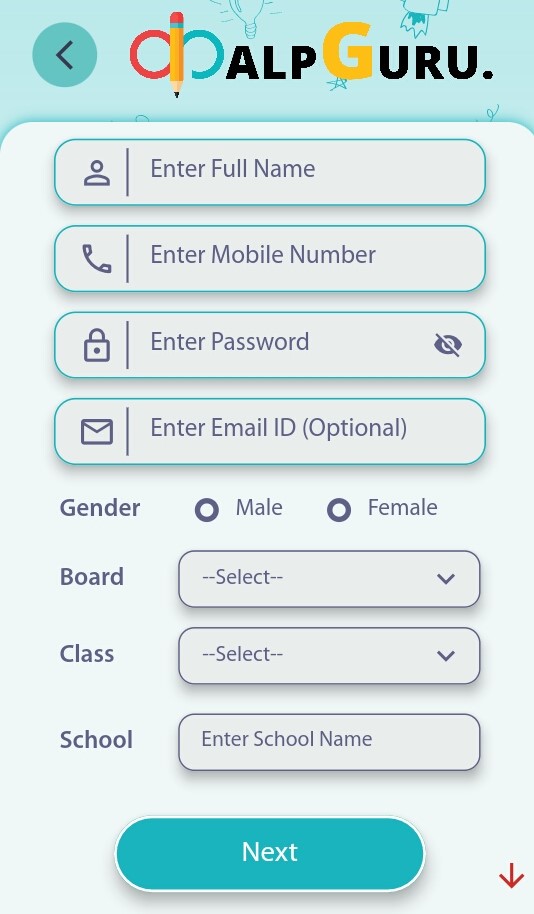 ALPGURU.
Enter Full Name
Enter Mobile Number
Enter Password
Enter Email ID (Optional)
Gender Male Female
Board --Select--
Class --Select--
School Enter School Name
Next